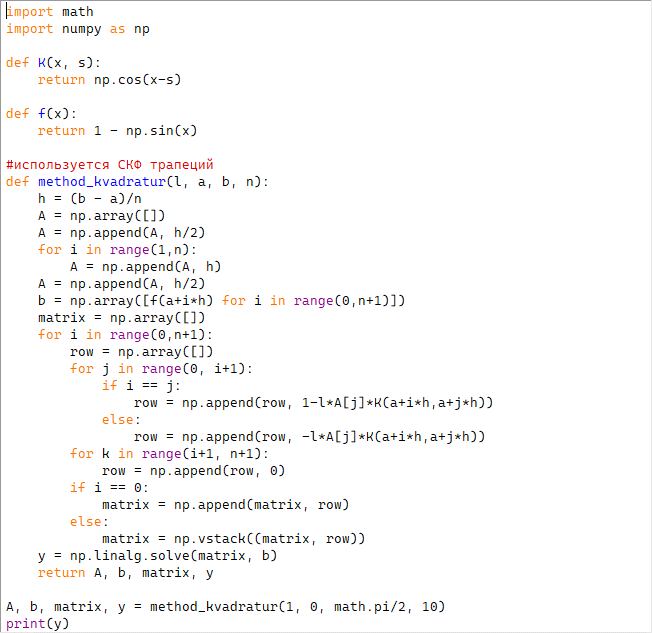 import math
import numpy as np

def K(x, s):
    return np.cos(x-s)

def f(x):
    return 1 - np.sin(x)

#используется СКФ трапеций
def method_kvadratur(l, a, b, n):
    h = (b - a)/n
    A = np.array([])
    A = np.append(A, h/2)
    for i in range(1,n):
        A = np.append(A, h)
    A = np.append(A, h/2)
    b = np.array([f(a+i*h) for i in range(0,n+1)])
    matrix = np.array([])
    for i in range(0,n+1):
        row = np.array([])
        for j in range(0, i+1):
            if i == j:
                row = np.append(row, 1-l*A[j]*K(a+i*h,a+j*h))
            else:
                row = np.append(row, -l*A[j]*K(a+i*h,a+j*h))
        for k in range(i+1, n+1):
            row = np.append(row, 0)
        if i == 0:
            matrix = np.append(matrix, row)
        else:
            matrix = np.vstack((matrix, row))
    y = np.linalg.solve(matrix, b)
    return A, b, matrix, y

A, b, matrix, y = method_kvadratur(1, 0, math.pi/2, 10)
print(y)